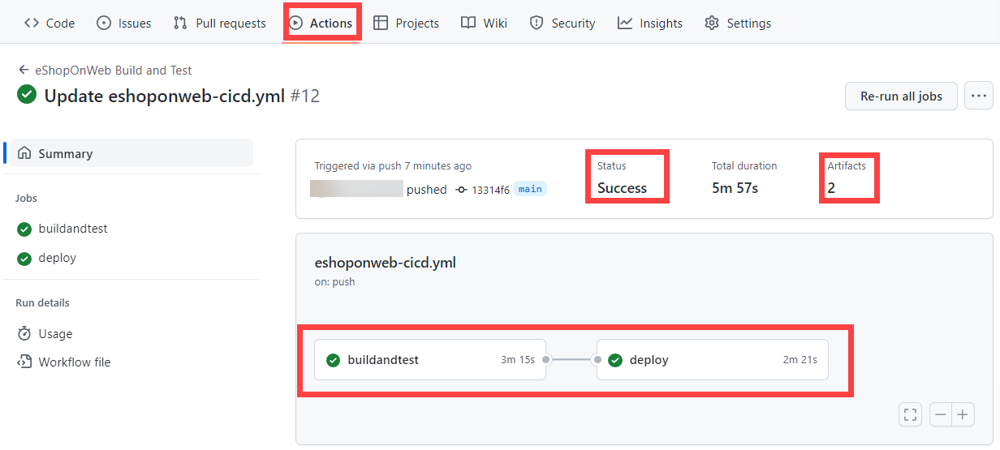 Code Issues Pull requests Actions Projects Wiki Security Insights Settings
eShopOnWeb Build and Test
Update eshoponweb-cicd.yml #12
Re-run all jobs
Summary
Jobs
buildandtest
deploy
Run details
Usage
Workflow file
Triggered via push 7 minutes ago
pushed 13314f6 main
Status
Success
Total duration
5m 57s
Artifacts
2
eshoponweb-cicd.yml
on: push
buildandtest 3m 15s
deploy 2m 21s